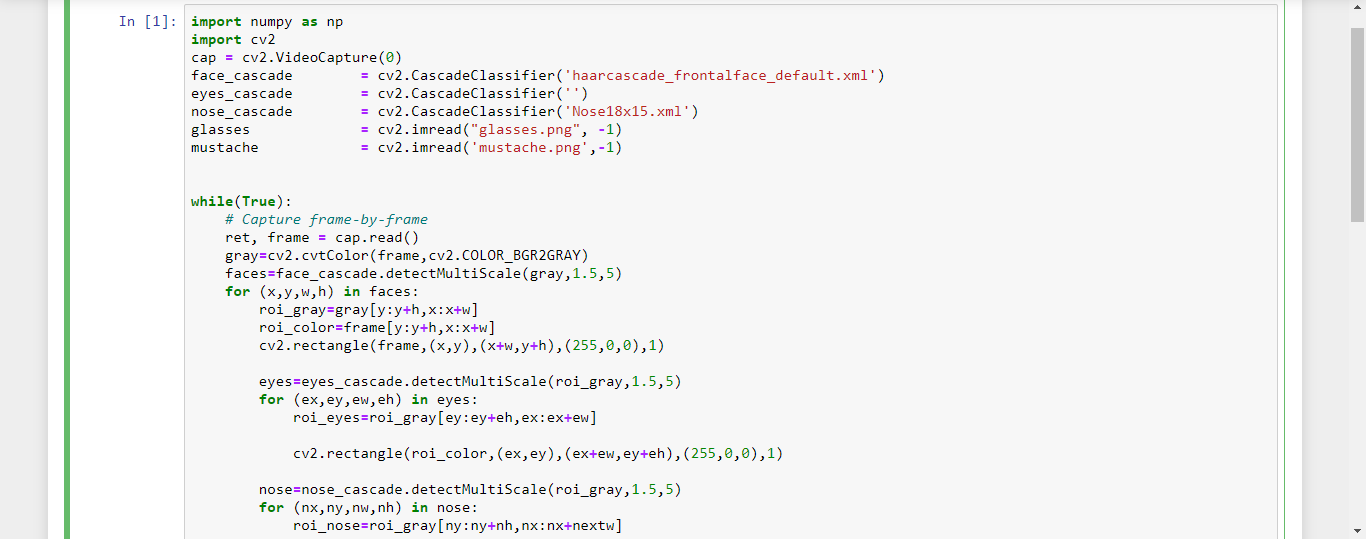 In [1]: import numpy as np
import cv2
cap = cv2.VideoCapture(0)
face_cascade        = cv2.CascadeClassifier('haarcascade_frontalface_default.xml')
eyes_cascade        = cv2.CascadeClassifier('')
nose_cascade        = cv2.CascadeClassifier('Nose18x15.xml')
glasses             = cv2.imread("glasses.png", -1)
mustache            = cv2.imread('mustache.png',-1)
while(True):
    # Capture frame-by-frame
    ret, frame = cap.read()
    gray=cv2.cvtColor(frame,cv2.COLOR_BGR2GRAY)
    faces=face_cascade.detectMultiScale(gray,1.5,5)
    for (x,y,w,h) in faces:
        roi_gray=gray[y:y+h,x:x+w]
        roi_color=frame[y:y+h,x:x+w]
        cv2.rectangle(frame,(x,y),(x+w,y+h),(255,0,0),1)
        eyes=eyes_cascade.detectMultiScale(roi_gray,1.5,5)
        for (ex,ey,ew,eh) in eyes:
            roi_eyes=roi_gray[ey:ey+eh,ex:ex+ew]
            cv2.rectangle(roi_color,(ex,ey),(ex+ew,ey+eh),(255,0,0),1)
        nose=nose_cascade.detectMultiScale(roi_gray,1.5,5)
        for (nx,ny,nw,nh) in nose:
            roi_nose=roi_gray[ny:ny+nh,nx:nx+nextw]